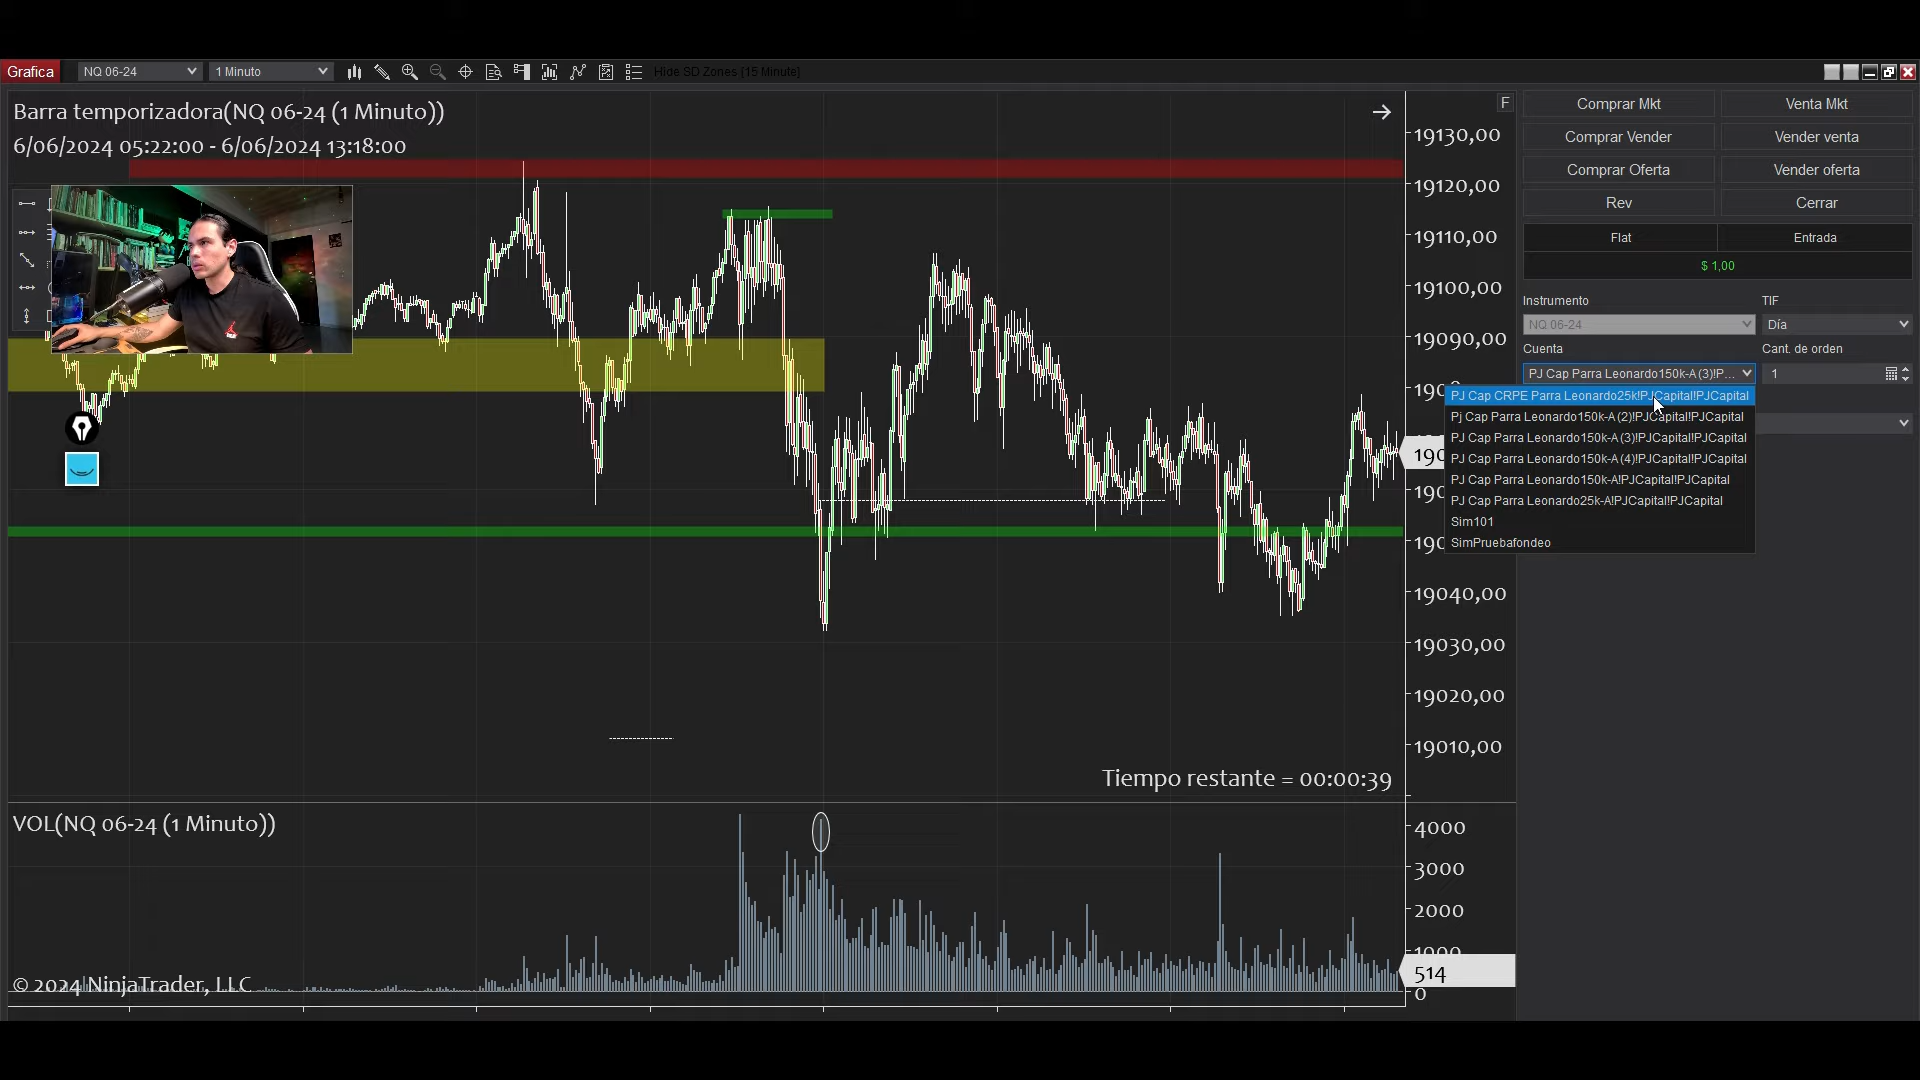 Grafica
NQ 06-24
1 Minuto
Hide SD Zones [15 Minute]
Barra temporizadora(NQ 06-24 (1 Minuto))
6/06/2024 05:22:00 - 6/06/2024 13:18:00
F
19130,00
19120,00
19110,00
19100,00
19090,00
19040,00
19030,00
19020,00
19010,00
Tiempo restante = 00:00:39
VOL(NQ 06-24 (1 Minuto))
4000
3000
2000
1000
514
0
© 2024 NinjaTrader, LLC
Comprar Mkt
Venta Mkt
Comprar Vender
Vender venta
Comprar Oferta
Vender oferta
Rev
Cerrar
Flat
Entrada
$ 1,00
Instrumento
TIF
NQ 06-24
Día
Cuenta
Cant. de orden
PJ Cap Parra Leonardo150k-A (3)!P...
1
PJ Cap CRPE Parra Leonardo25k!PJCapital!PJCapital
Pj Cap Parra Leonardo150k-A (2)!PJCapital!PJCapital
PJ Cap Parra Leonardo150k-A (3)!PJCapital!PJCapital
PJ Cap Parra Leonardo150k-A (4)!PJCapital!PJCapital
PJ Cap Parra Leonardo150k-A!PJCapital!PJCapital
PJ Cap Parra Leonardo25k-A!PJCapital!PJCapital
Sim101
SimPruebafondeo